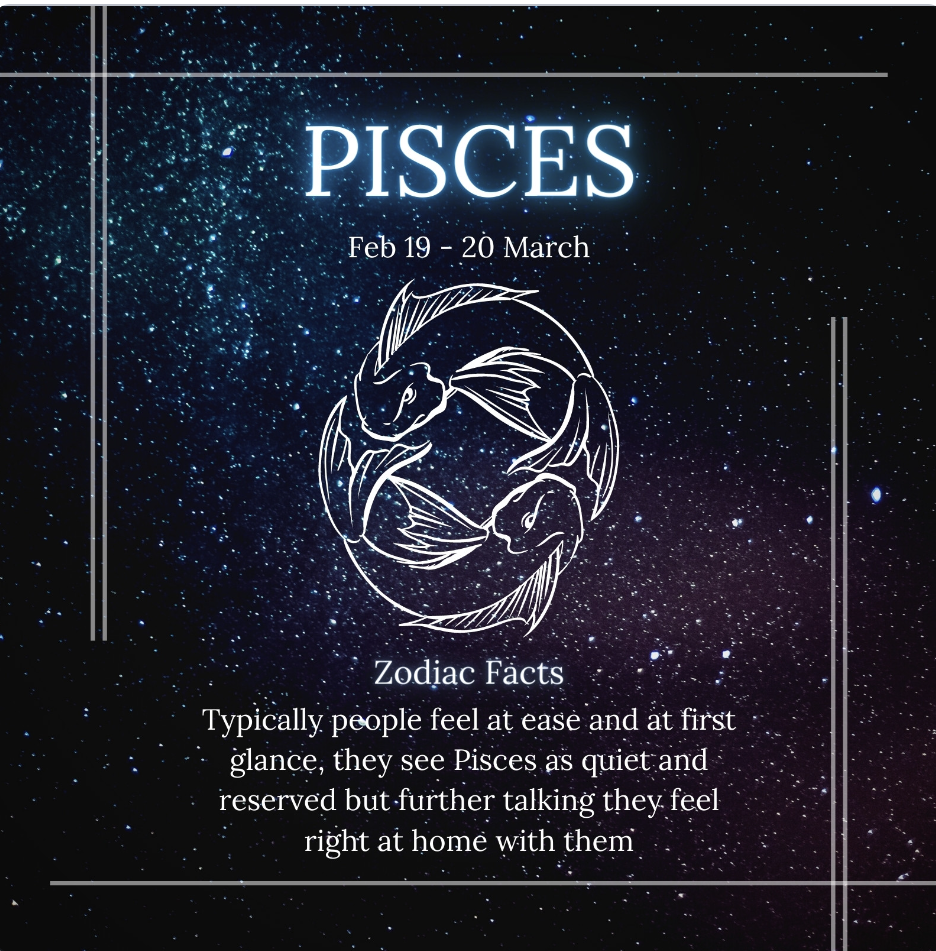 PISCES
Feb 19 - 20 March
Zodiac Facts
Typically people feel at ease and at first
glance, they see Pisces as quiet and
reserved but further talking they feel
right at home with them